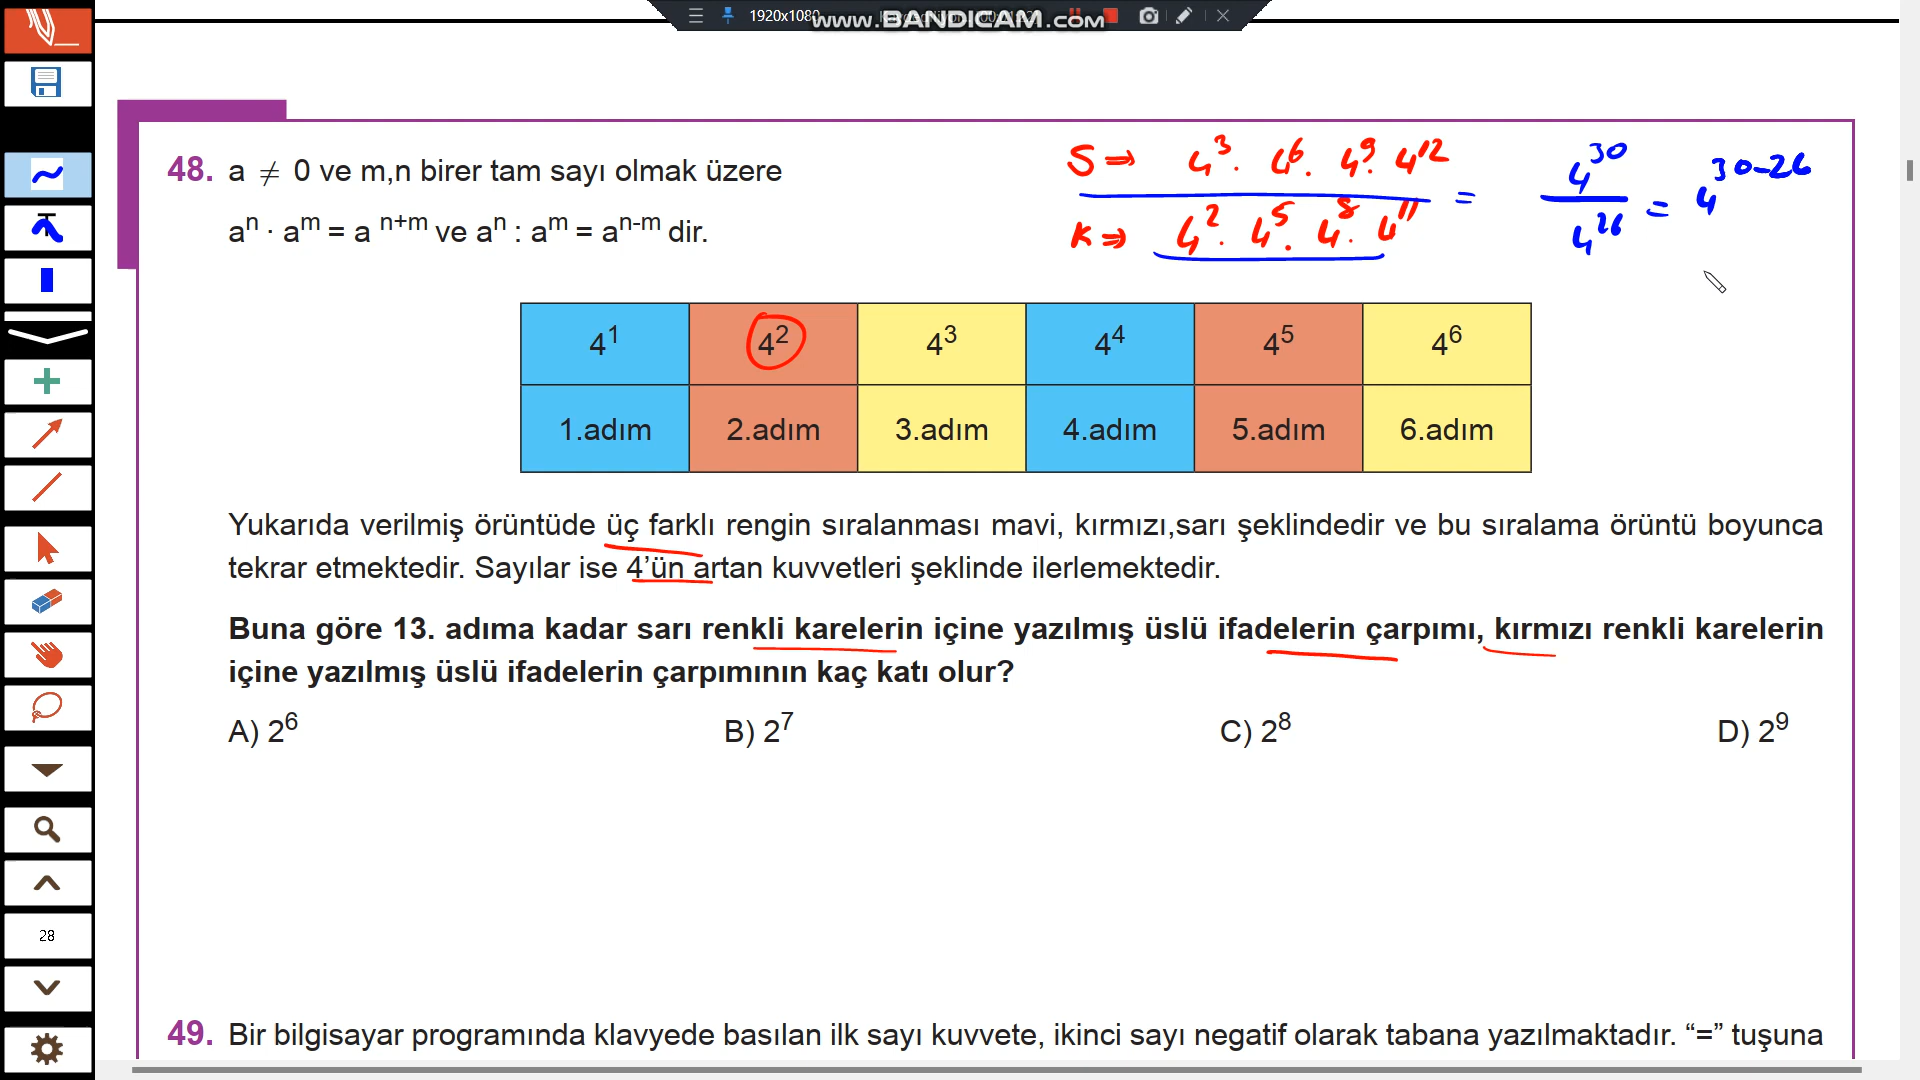 1920x1080
www.BANDICAM.com
48. a ≠ 0 ve m,n birer tam sayı olmak üzere
aⁿ · aᵐ = a ⁿ⁺ᵐ ve aⁿ : aᵐ = aⁿ⁻ᵐ dir.
S ⇒ 4³ . 4⁶ . 4⁹ . 4¹² = 4³⁰ = 4³⁰⁻²⁶
K ⇒ 4² . 4⁵ . 4⁸ . 4¹¹ 4²⁶
4¹ 4² 4³ 4⁴ 4⁵ 4⁶
1.adım 2.adım 3.adım 4.adım 5.adım 6.adım
Yukarıda verilmiş örüntüde üç farklı rengin sıralanması mavi, kırmızı,sarı şeklindedir ve bu sıralama örüntü boyunca
tekrar etmektedir. Sayılar ise 4’ün artan kuvvetleri şeklinde ilerlemektedir.
Buna göre 13. adıma kadar sarı renkli karelerin içine yazılmış üslü ifadelerin çarpımı, kırmızı renkli karelerin
içine yazılmış üslü ifadelerin çarpımının kaç katı olur?
A) 2⁶ B) 2⁷ C) 2⁸ D) 2⁹
28
49. Bir bilgisayar programında klavyede basılan ilk sayı kuvvete, ikinci sayı negatif olarak tabana yazılmaktadır. “=” tuşuna